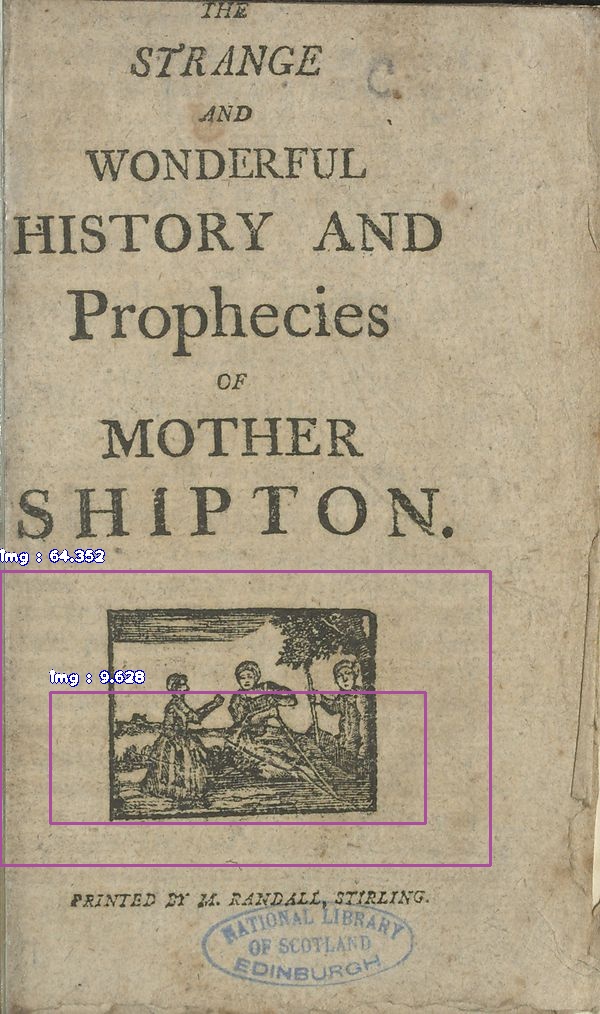 THE
STRANGE
AND
WONDERFUL
HISTORY AND
Prophecies
OF
MOTHER
SHIPTON.
img : 64.352
img : 9.628
PRINTED BY M. RANDALL, STIRLING.
NATIONAL LIBRARY
OF SCOTLAND
EDINBURGH
C